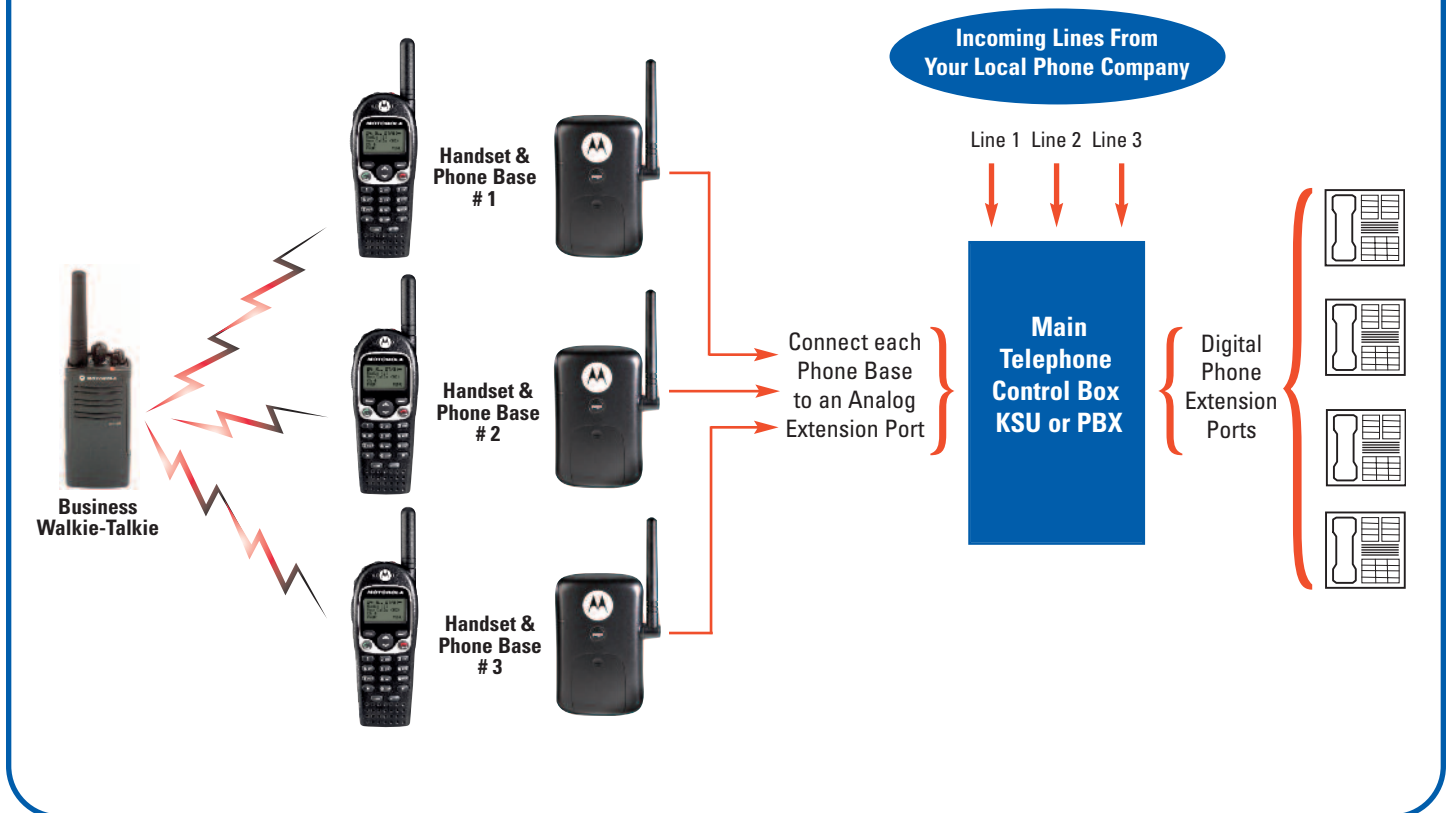 Incoming Lines From
Your Local Phone Company
Line 1 Line 2 Line 3
Handset &
Phone Base
# 1
MOTOROLA
Handset &
Phone Base
# 2
MOTOROLA
Handset &
Phone Base
# 3
MOTOROLA
Business
Walkie-Talkie
MOTOROLA
Connect each
Phone Base
to an Analog
Extension Port
Main
Telephone
Control Box
KSU or PBX
Digital
Phone
Extension
Ports